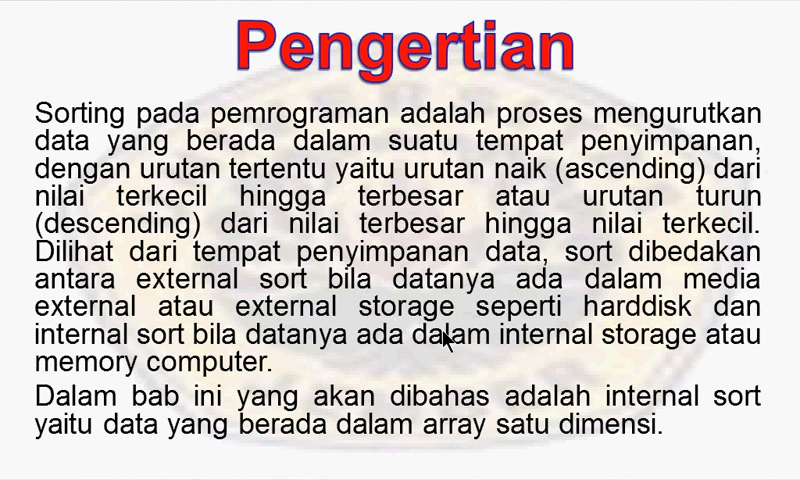 Pengertian
Sorting pada pemrograman adalah proses mengurutkan
data yang berada dalam suatu tempat penyimpanan,
dengan urutan tertentu yaitu urutan naik (ascending) dari
nilai terkecil hingga terbesar atau urutan turun
(descending) dari nilai terbesar hingga nilai terkecil.
Dilihat dari tempat penyimpanan data, sort dibedakan
antara external sort bila datanya ada dalam media
external atau external storage seperti harddisk dan
internal sort bila datanya ada dalam internal storage atau
memory computer.
Dalam bab ini yang akan dibahas adalah internal sort
yaitu data yang berada dalam array satu dimensi.